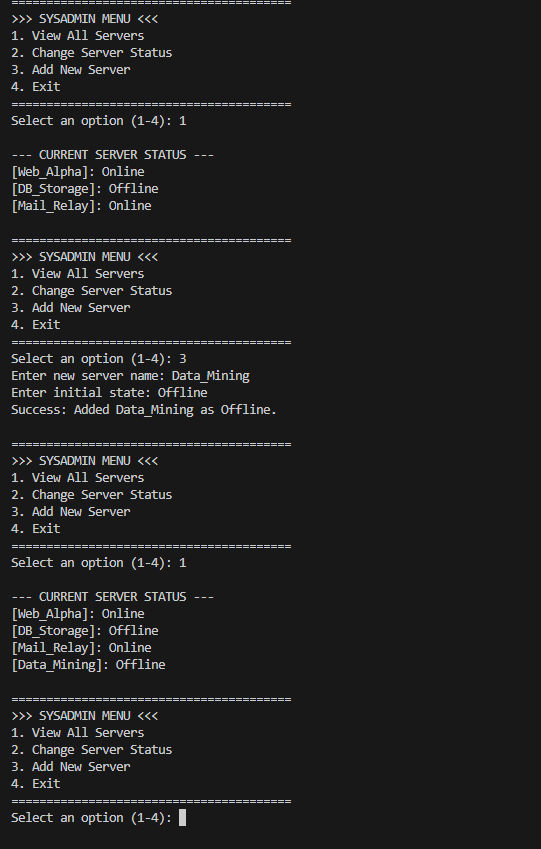 ========================================
>>> SYSADMIN MENU <<<
1. View All Servers
2. Change Server Status
3. Add New Server
4. Exit
========================================
Select an option (1-4): 1
--- CURRENT SERVER STATUS ---
[Web_Alpha]: Online
[DB_Storage]: Offline
[Mail_Relay]: Online
========================================
>>> SYSADMIN MENU <<<
1. View All Servers
2. Change Server Status
3. Add New Server
4. Exit
========================================
Select an option (1-4): 3
Enter new server name: Data_Mining
Enter initial state: Offline
Success: Added Data_Mining as Offline.
========================================
>>> SYSADMIN MENU <<<
1. View All Servers
2. Change Server Status
3. Add New Server
4. Exit
========================================
Select an option (1-4): 1
--- CURRENT SERVER STATUS ---
[Web_Alpha]: Online
[DB_Storage]: Offline
[Mail_Relay]: Online
[Data_Mining]: Offline
========================================
>>> SYSADMIN MENU <<<
1. View All Servers
2. Change Server Status
3. Add New Server
4. Exit
========================================
Select an option (1-4):